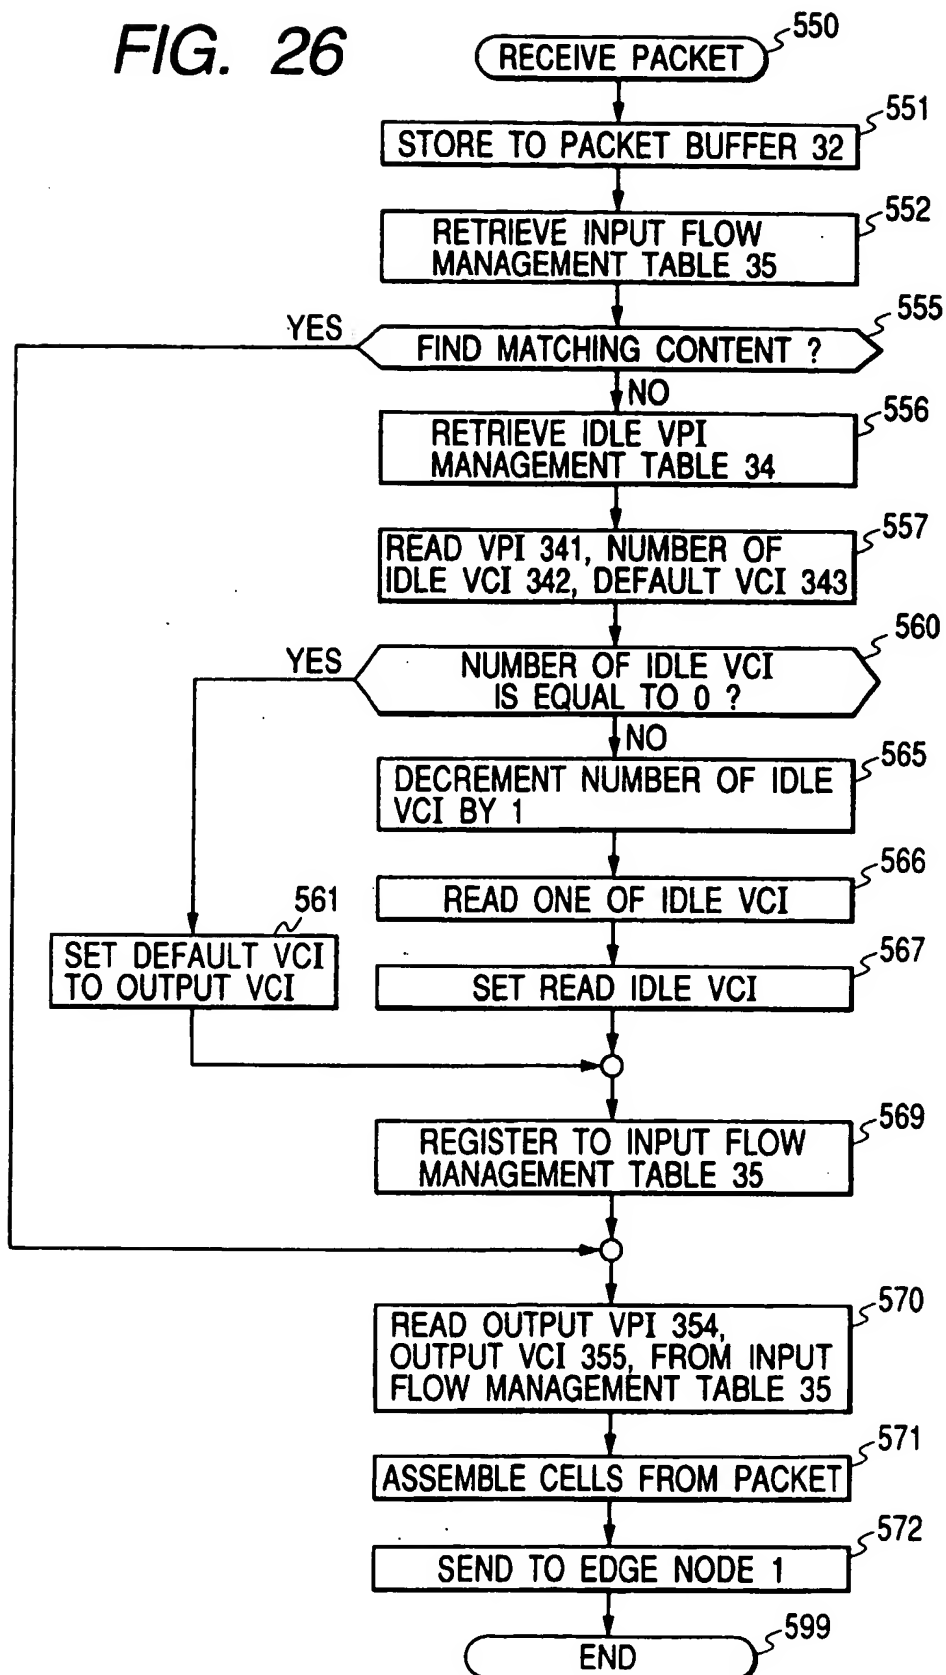 FIG. 26
RECEIVE PACKET
550
STORE TO PACKET BUFFER 32
551
RETRIEVE INPUT FLOW
MANAGEMENT TABLE 35
552
YES
FIND MATCHING CONTENT ?
555
NO
RETRIEVE IDLE VPI
MANAGEMENT TABLE 34
556
READ VPI 341, NUMBER OF
IDLE VCI 342, DEFAULT VCI 343
557
YES
NUMBER OF IDLE VCI
IS EQUAL TO 0 ?
560
NO
DECREMENT NUMBER OF IDLE
VCI BY 1
565
READ ONE OF IDLE VCI
566
561
SET DEFAULT VCI
TO OUTPUT VCI
SET READ IDLE VCI
567
REGISTER TO INPUT FLOW
MANAGEMENT TABLE 35
569
READ OUTPUT VPI 354,
OUTPUT VCI 355, FROM INPUT
FLOW MANAGEMENT TABLE 35
570
ASSEMBLE CELLS FROM PACKET
571
SEND TO EDGE NODE 1
572
END
599